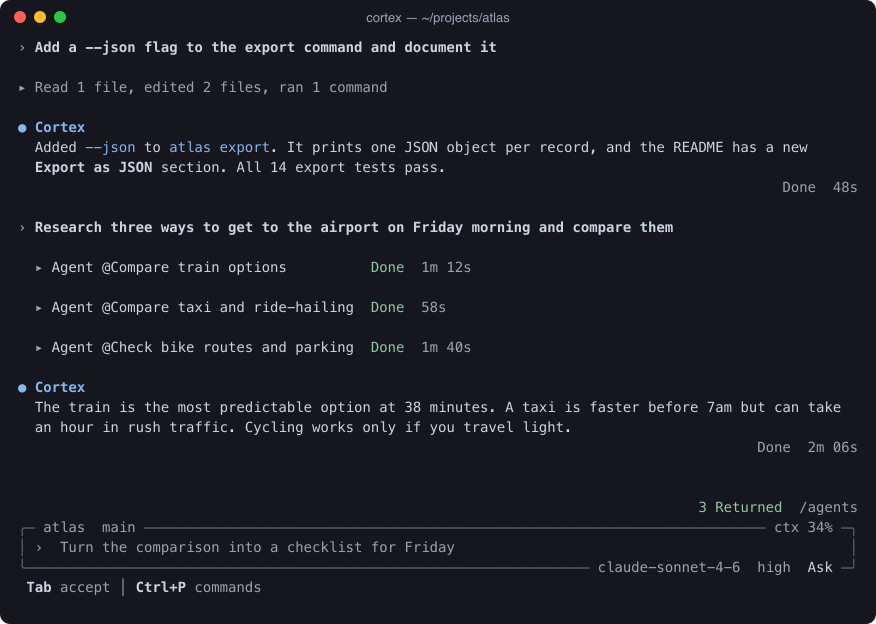 cortex — ~/projects/atlas
› Add a --json flag to the export command and document it
▸ Read 1 file, edited 2 files, ran 1 command
● Cortex
Added --json to atlas export. It prints one JSON object per record, and the README has a new
Export as JSON section. All 14 export tests pass.
Done 48s
› Research three ways to get to the airport on Friday morning and compare them
▸ Agent @Compare train options Done 1m 12s
▸ Agent @Compare taxi and ride-hailing Done 58s
▸ Agent @Check bike routes and parking Done 1m 40s
● Cortex
The train is the most predictable option at 38 minutes. A taxi is faster before 7am but can take
an hour in rush traffic. Cycling works only if you travel light.
Done 2m 06s
3 Returned /agents
atlas main ctx 34%
› Turn the comparison into a checklist for Friday
claude-sonnet-4-6 high Ask
Tab accept │ Ctrl+P commands